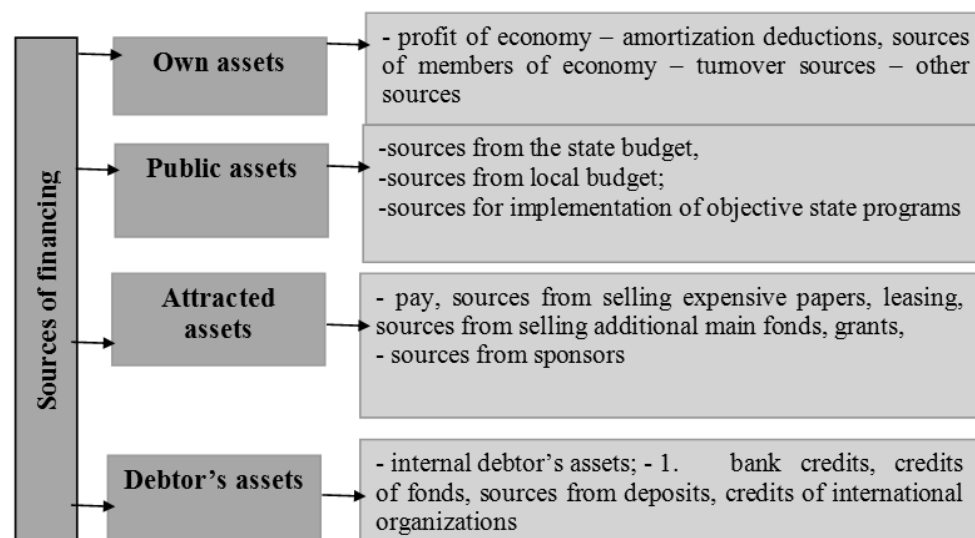 Sources of financing
Own assets
- profit of economy – amortization deductions, sources
of members of economy – turnover sources – other
sources
Public assets
-sources from the state budget,
-sources from local budget;
-sources for implementation of objective state programs
Attracted
assets
- pay, sources from selling expensive papers, leasing,
sources from selling additional main fonds, grants,
- sources from sponsors
Debtor’s assets
- internal debtor’s assets; - 1. bank credits, credits
of fonds, sources from deposits, credits of international
organizations